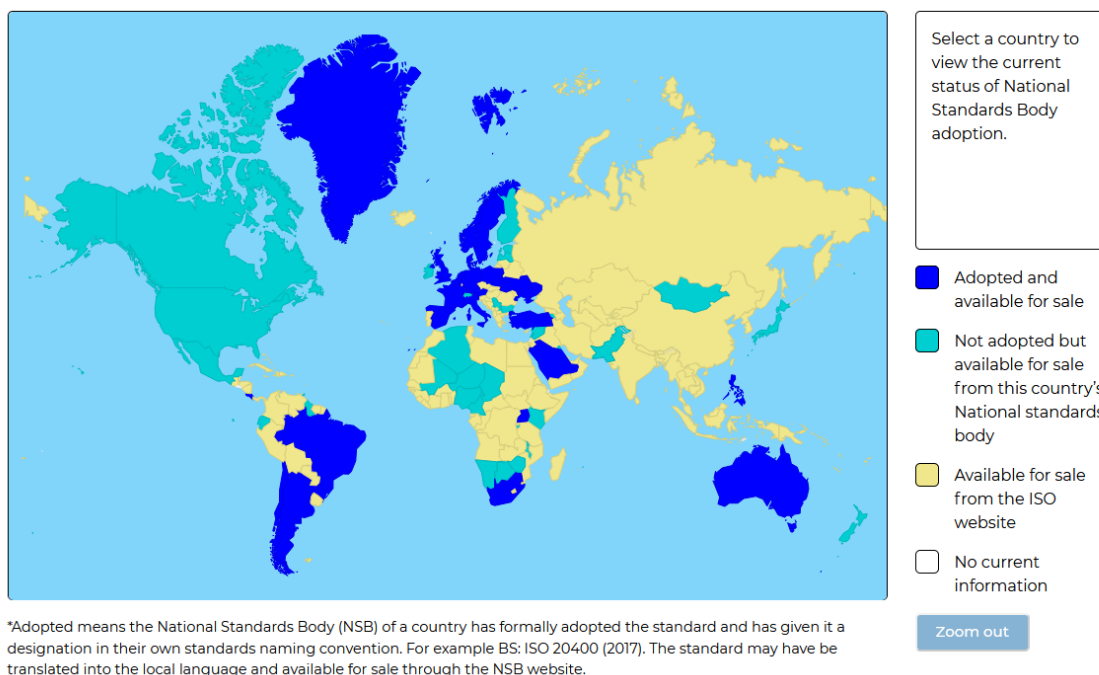 Select a country to
view the current
status of National
Standards Body
adoption.
Adopted and
available for sale
Not adopted but
available for sale
from this country's
National standards
body
Available for sale
from the ISO
website
No current
information
Zoom out
*Adopted means the National Standards Body (NSB) of a country has formally adopted the standard and has given it a
designation in their own standards naming convention. For example BS: ISO 20400 (2017). The standard may have be
translated into the local language and available for sale through the NSB website.